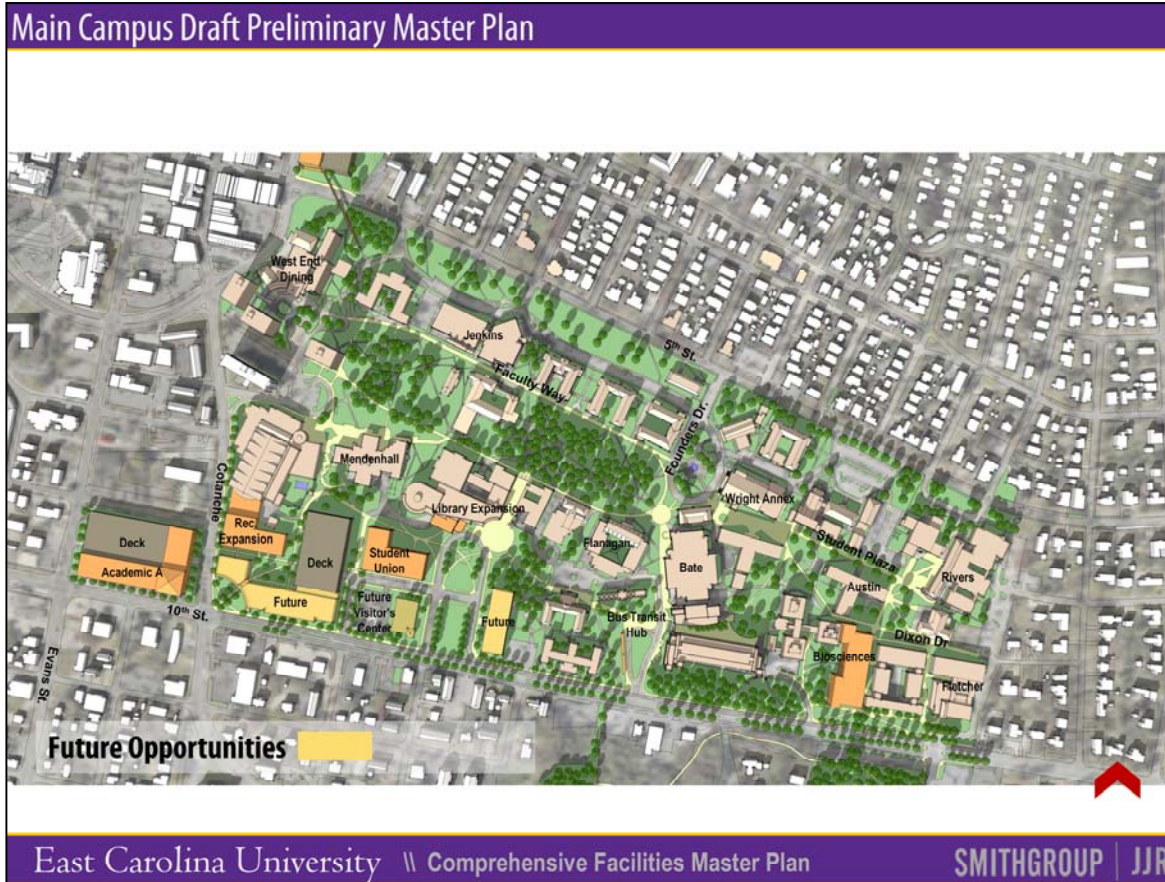 Main Campus Draft Preliminary Master Plan
West End
Dining
Jenkins
5th St.
Faculty Way
Founders Dr.
Cotanche
Mendenhall
Library Expansion
Wright Annex
Flanagan
Student Plaza
Rec.
Expansion
Deck
Deck
Student
Union
Bate
Austin
Rivers
Academic A
Future
Future
Visitor's
Center
Future
Bus Transit
Hub
Dixon Dr
Biosciences
Fletcher
10th St.
Evans St.
Future Opportunities
East Carolina University \\ Comprehensive Facilities Master Plan
SMITHGROUP | JJR